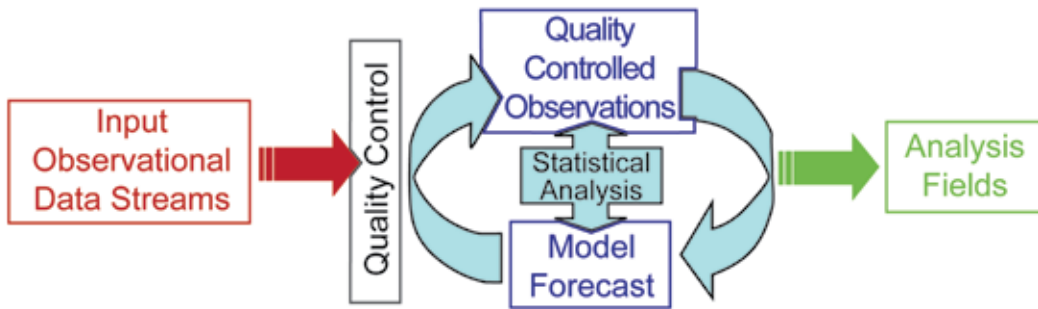 Input
Observational
Data Streams
Quality Control
Quality
Controlled
Observations
Statistical
Analysis
Model
Forecast
Analysis
Fields